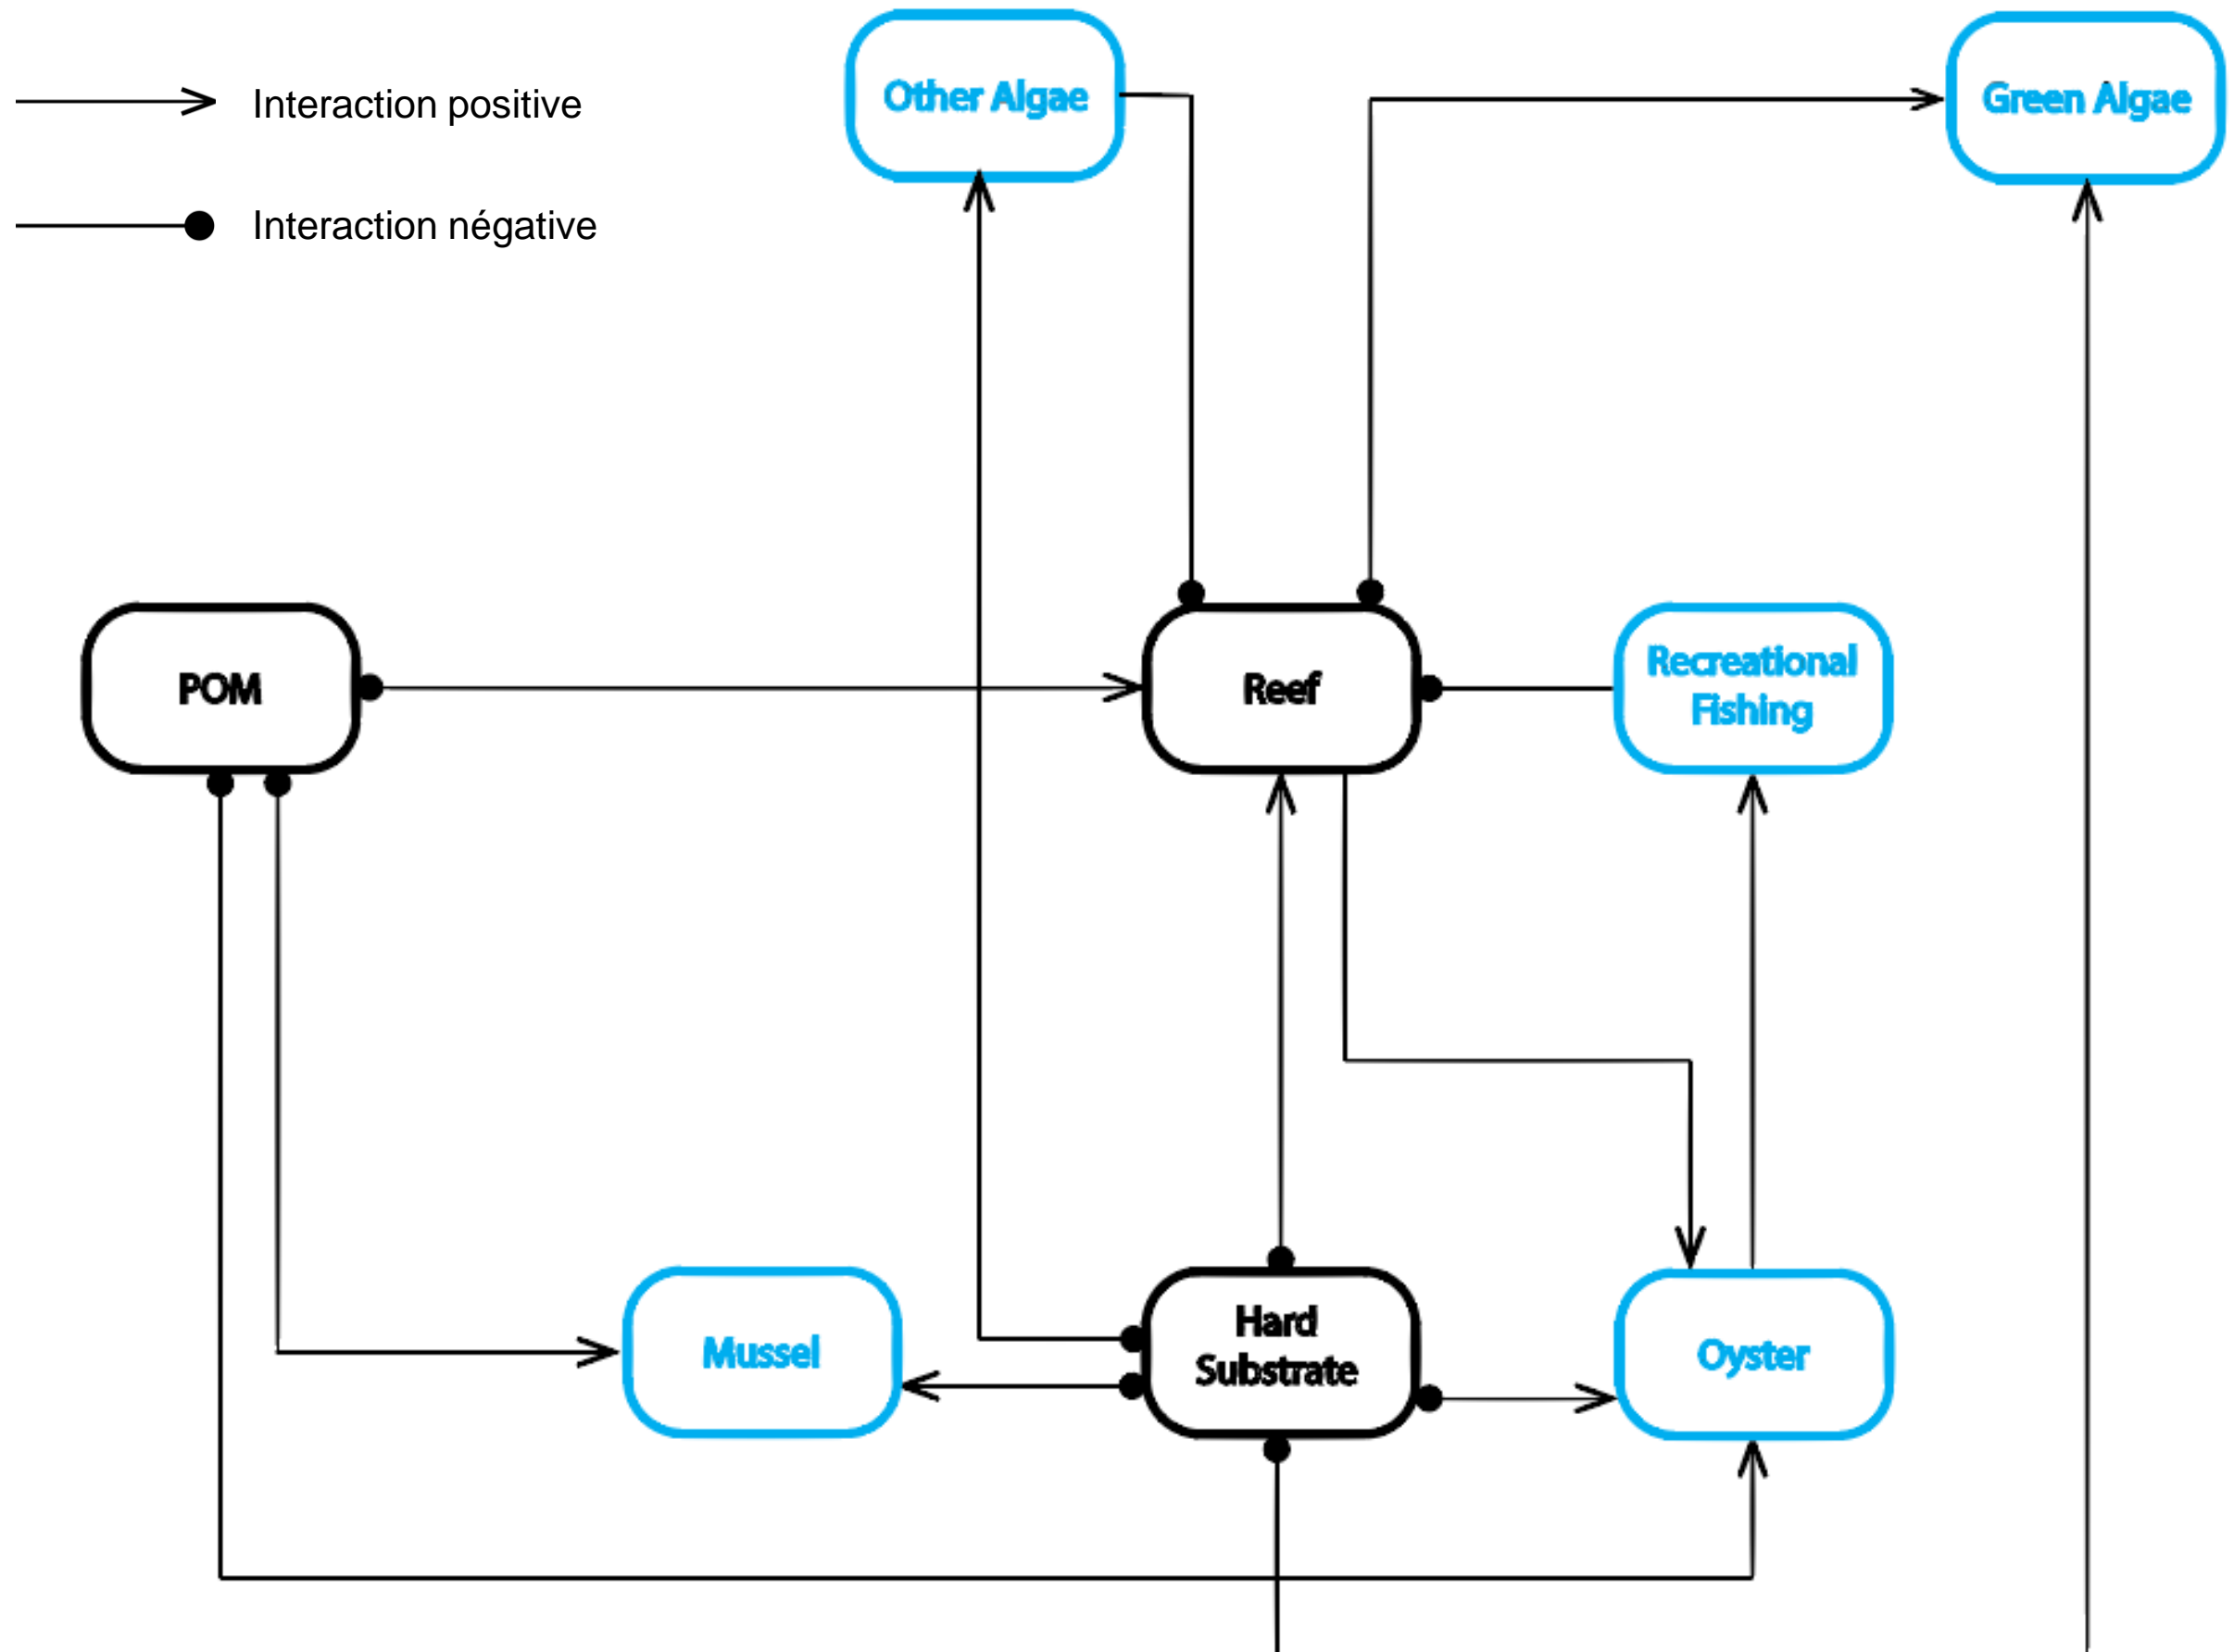 Interaction positive
Interaction négative
Other Algae
Green Algae
POM
Reef
Recreational
Fishing
Mussel
Hard
Substrate
Oyster